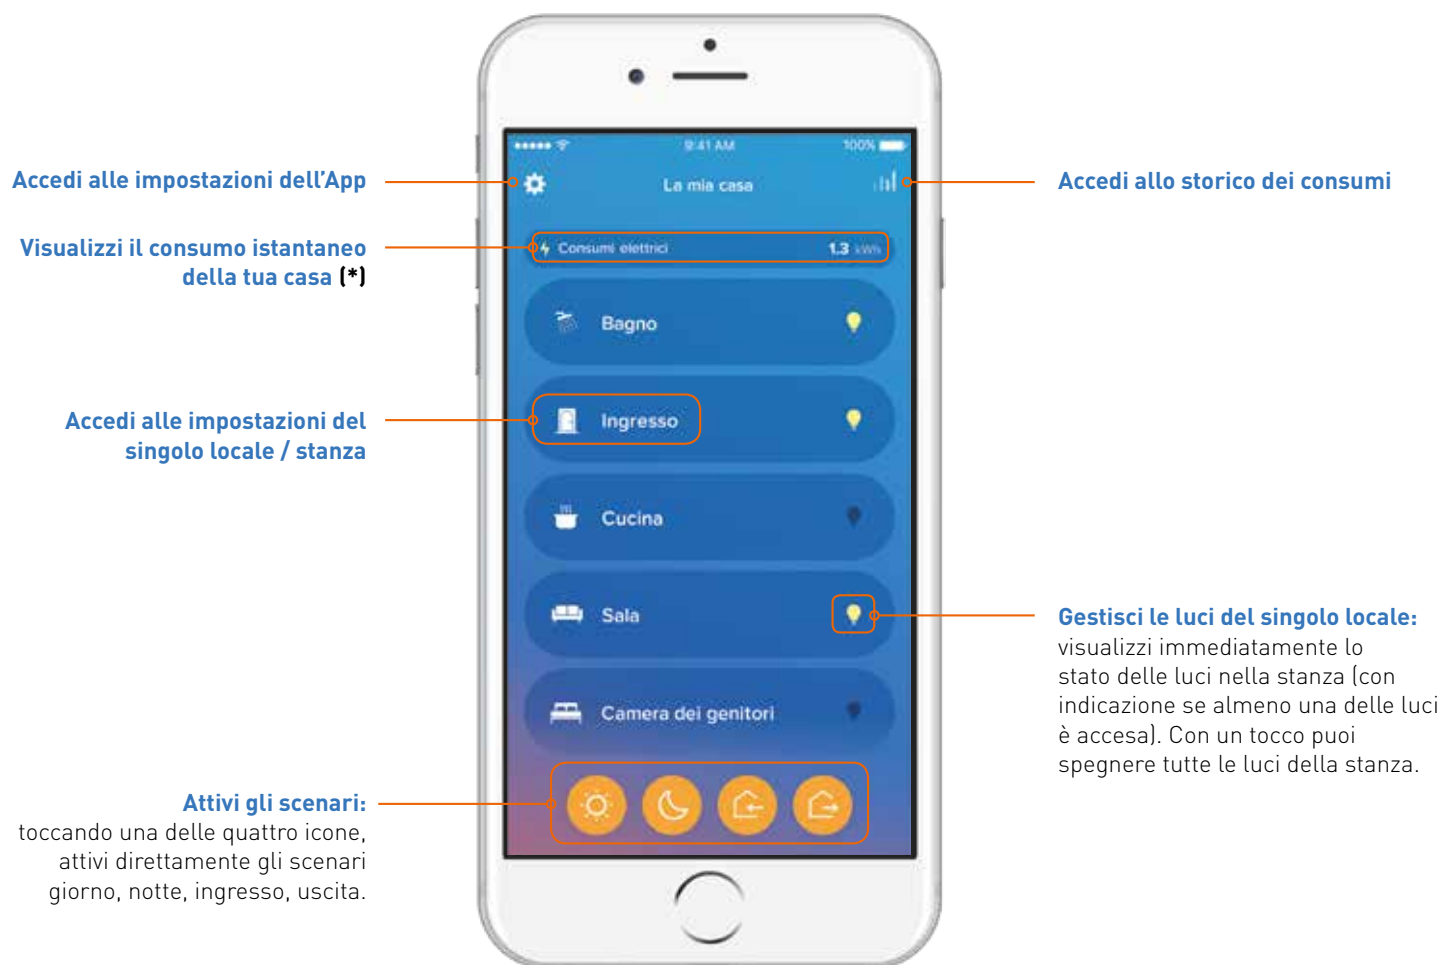 9:41 AM
100%
La mia casa
Accedi alle impostazioni dell'App
Accedi allo storico dei consumi
Visualizzi il consumo istantaneo
della tua casa (*)
Consumi elettrici
1.3 kWh
Bagno
Accedi alle impostazioni del
singolo locale / stanza
Ingresso
Cucina
Sala
Gestisci le luci del singolo locale:
visualizzi immediatamente lo
stato delle luci nella stanza (con
indicazione se almeno una delle luci
è accesa). Con un tocco puoi
spegnere tutte le luci della stanza.
Camera dei genitori
Attivi gli scenari:
toccando una delle quattro icone,
attivi direttamente gli scenari
giorno, notte, ingresso, uscita.